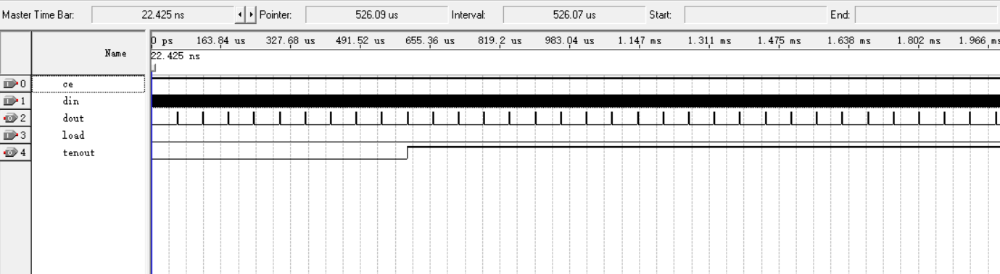 Master Time Bar: 22.425 ns Pointer: 526.09 us Interval: 526.07 us Start: End:
Name
0 ps 163.84 us 327.68 us 491.52 us 655.36 us 819.2 us 983.04 us 1.147 ms 1.311 ms 1.475 ms 1.638 ms 1.802 ms 1.966 ms
22.425 ns
0 ce
1 din
2 dout
3 load
4 tenout